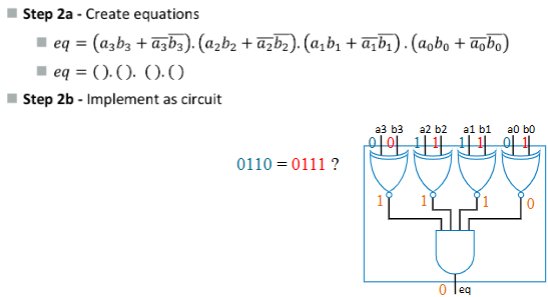 Step 2a - Create equations
eq = (a₃b₃ + a̅₃b̅₃).(a₂b₂ + a̅₂b̅₂).(a₁b₁ + a̅₁b̅₁).(a₀b₀ + a̅₀b̅₀)
eq = ( ).( ). ( ).( )
Step 2b - Implement as circuit
a3 b3 a2 b2 a1 b1 a0 b0
0 0 1 1 1 1 0 1
0110 = 0111 ?
1 1 1 0
0 eq